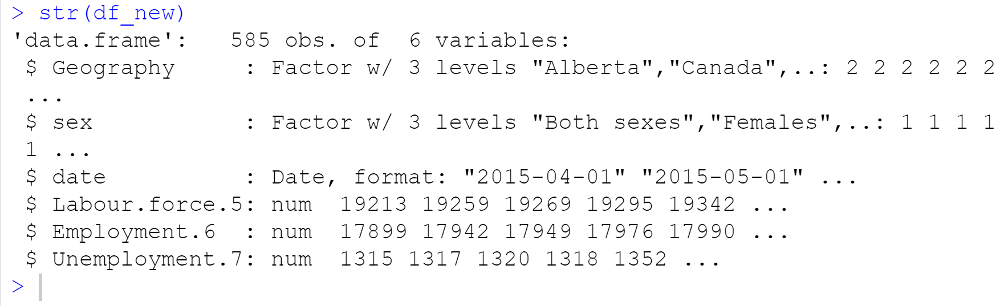 > str(df_new)
'data.frame':   585 obs. of  6 variables:
 $ Geography     : Factor w/ 3 levels "Alberta","Canada",..: 2 2 2 2 2 2
 ...
 $ sex           : Factor w/ 3 levels "Both sexes","Females",..: 1 1 1 1
 1 ...
 $ date          : Date, format: "2015-04-01" "2015-05-01" ...
 $ Labour.force.5: num  19213 19259 19269 19295 19342 ...
 $ Employment.6  : num  17899 17942 17949 17976 17990 ...
 $ Unemployment.7: num  1315 1317 1320 1318 1352 ...
>